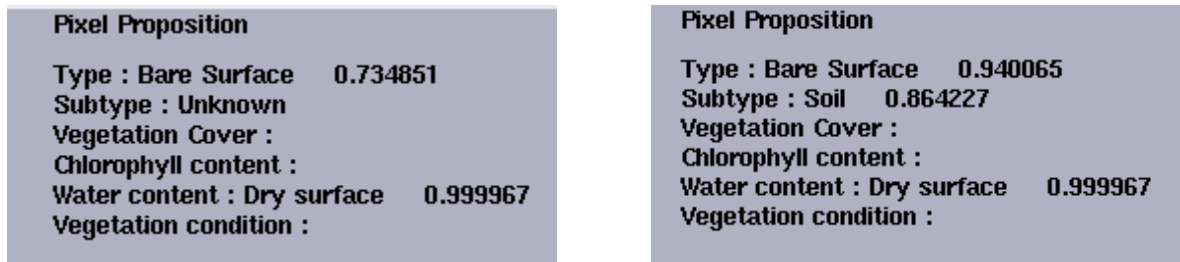 Pixel Proposition
Type : Bare Surface 0.734851
Subtype : Unknown
Vegetation Cover :
Chlorophyll content :
Water content : Dry surface 0.999967
Vegetation condition :
Pixel Proposition
Type : Bare Surface 0.940065
Subtype : Soil 0.864227
Vegetation Cover :
Chlorophyll content :
Water content : Dry surface 0.999967
Vegetation condition :